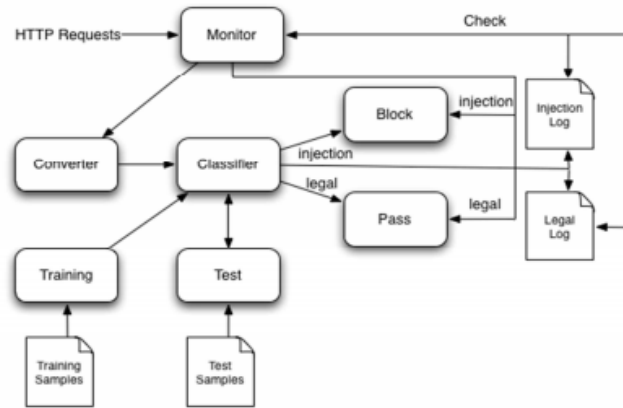 Check
HTTP Requests
Monitor
Block
injection
Injection
Log
Converter
Classifier
injection
legal
Pass
legal
Legal
Log
Training
Test
Training
Samples
Test
Samples